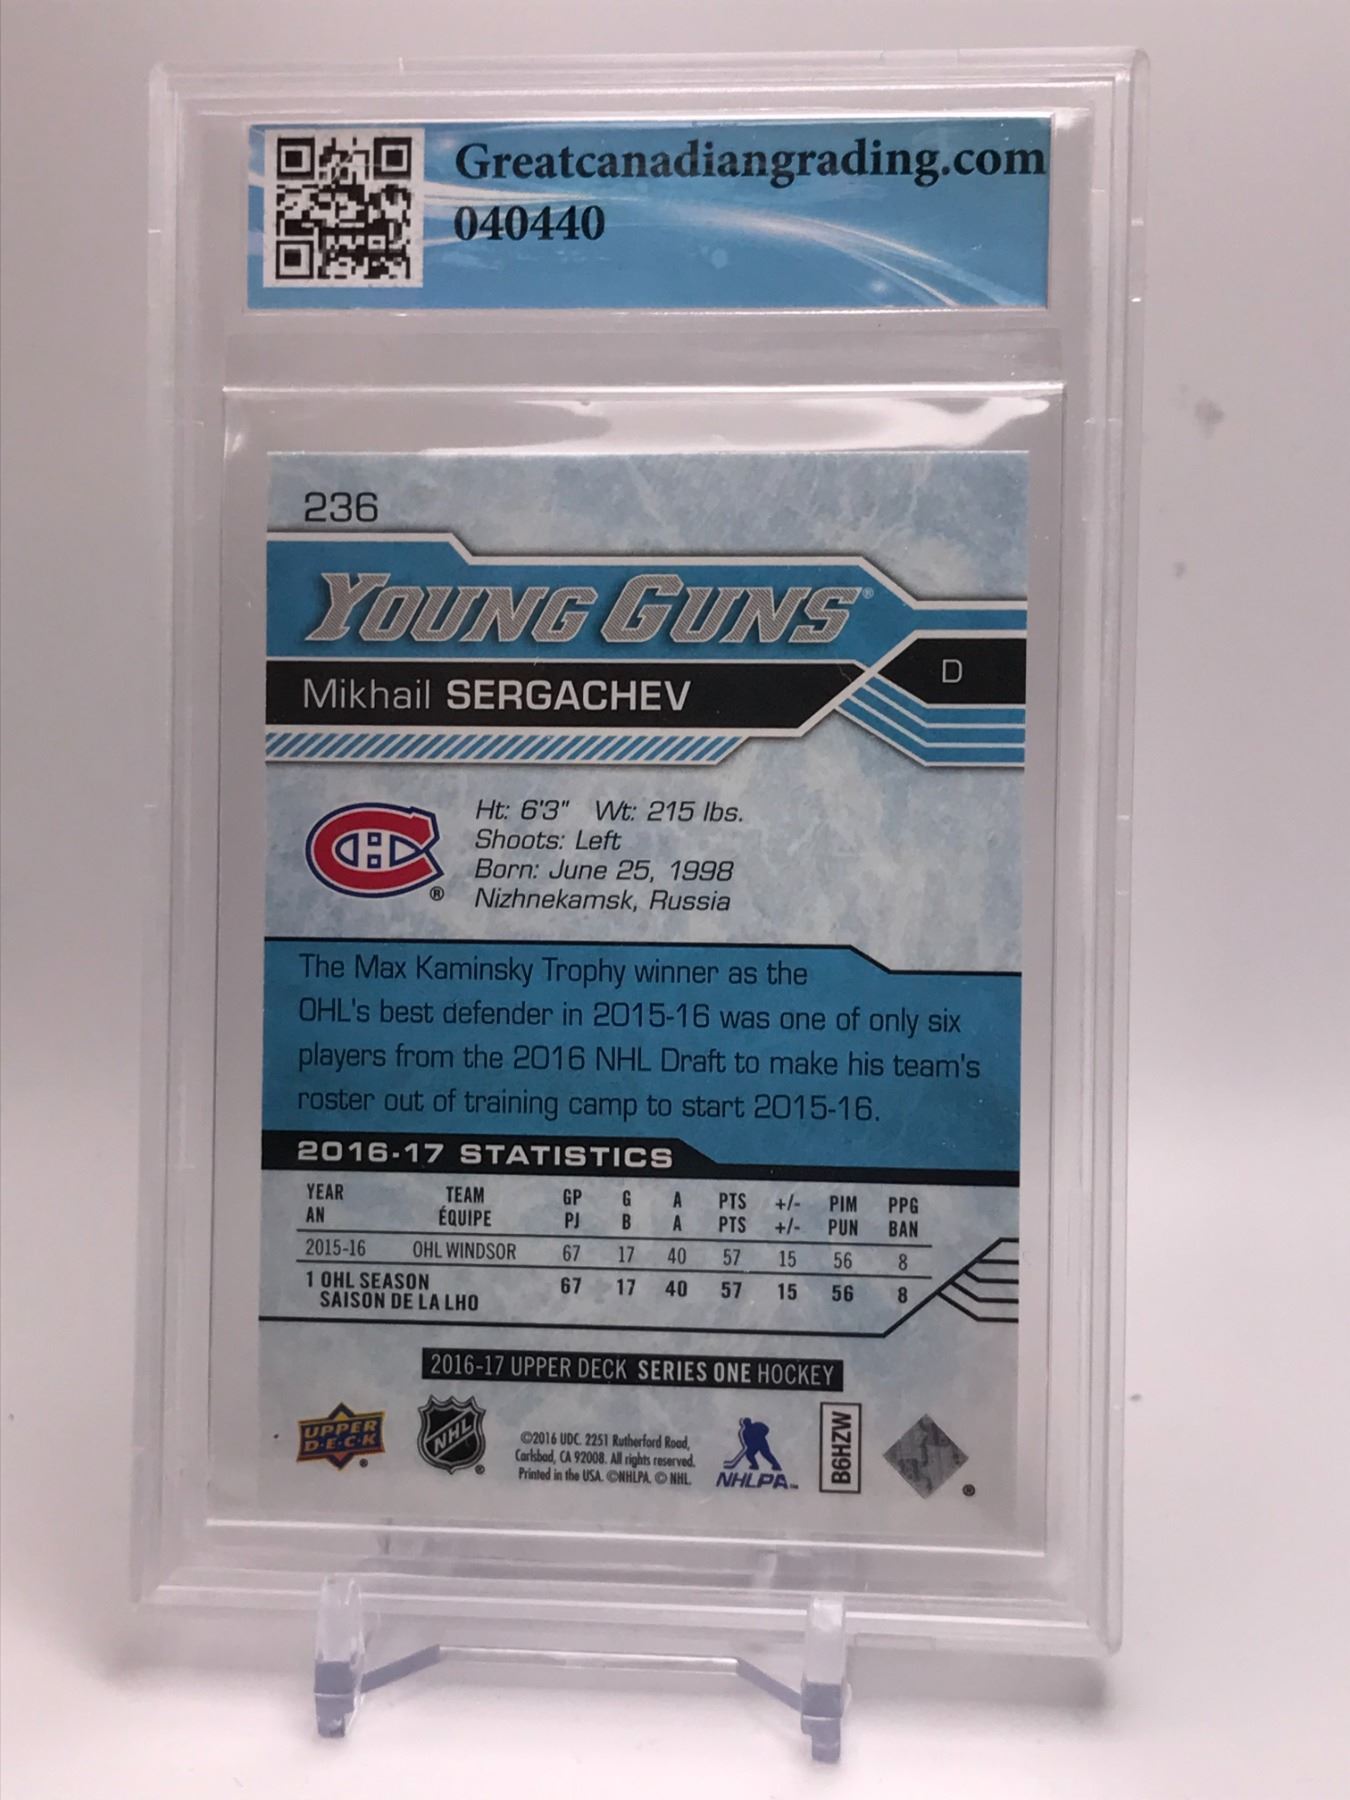 Greatcanadiangrading.com
040440
236
YOUNG GUNS®
D
Mikhail SERGACHEV
Ht: 6'3" Wt: 215 lbs.
Shoots: Left
Born: June 25, 1998
Nizhnekamsk, Russia
®
The Max Kaminsky Trophy winner as the
OHL's best defender in 2015-16 was one of only six
players from the 2016 NHL Draft to make his team's
roster out of training camp to start 2015-16.
2016-17 STATISTICS
YEAR TEAM GP G A PTS +/- PIM PPG
AN ÉQUIPE PJ B A PTS +/- PUN BAN
2015-16 OHL WINDSOR 67 17 40 57 15 56 8
1 OHL SEASON 67 17 40 57 15 56 8
SAISON DE LA LHO
2016-17 UPPER DECK SERIES ONE HOCKEY
UPPER
D·E·C·K
®
NHL
®
©2016 UDC. 2251 Rutherford Road,
Carlsbad, CA 92008. All rights reserved.
Printed in the USA. ©NHLPA. © NHL.
NHLPA™
B6HZW
®